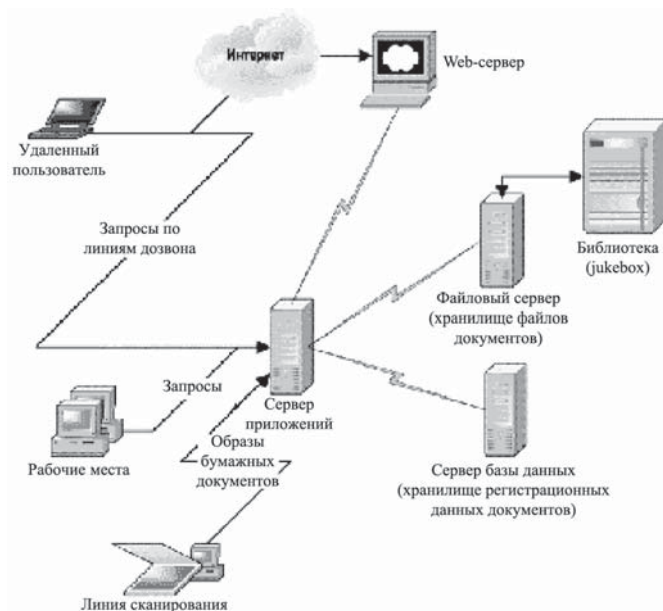 Интернет
Web-сервер
Удаленный
пользователь
Запросы по
линиям дозвона
Библиотека
(jukebox)
Файловый сервер
(хранилище файлов
документов)
Запросы
Сервер
приложений
Рабочие места
Образы
бумажных
документов
Сервер базы данных
(хранилище регистрационных
данных документов)
Линия сканирования